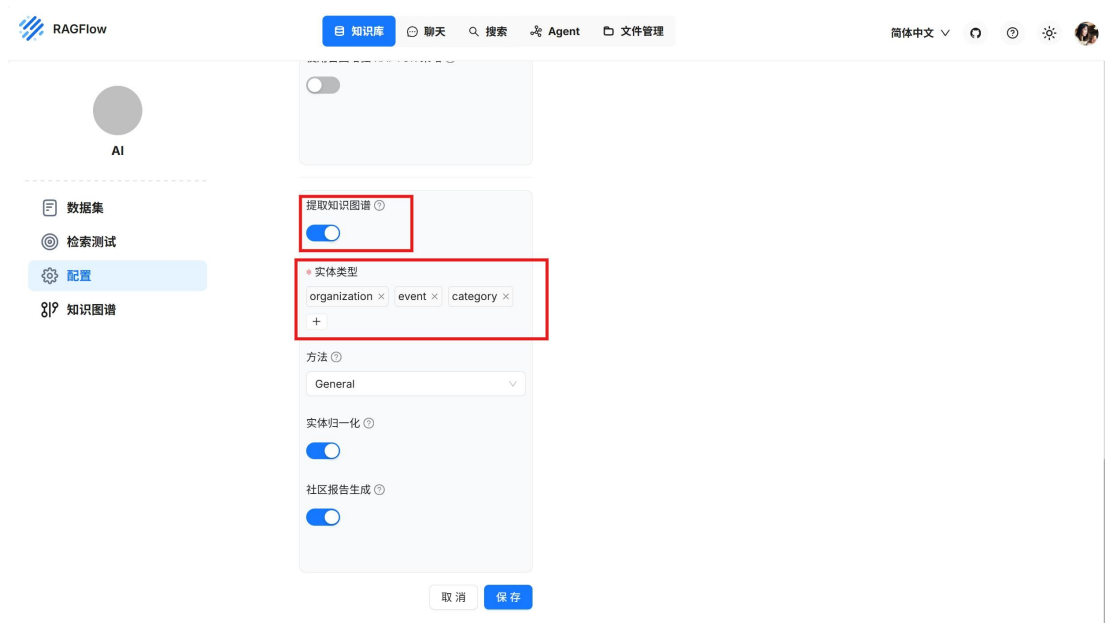 RAGFlow
知识库
聊天
搜索
Agent
文件管理
简体中文
AI
数据集
检索测试
配置
知识图谱
提取知识图谱
* 实体类型
organization ×
event ×
category ×
+
方法
General
实体归一化
社区报告生成
取 消
保 存